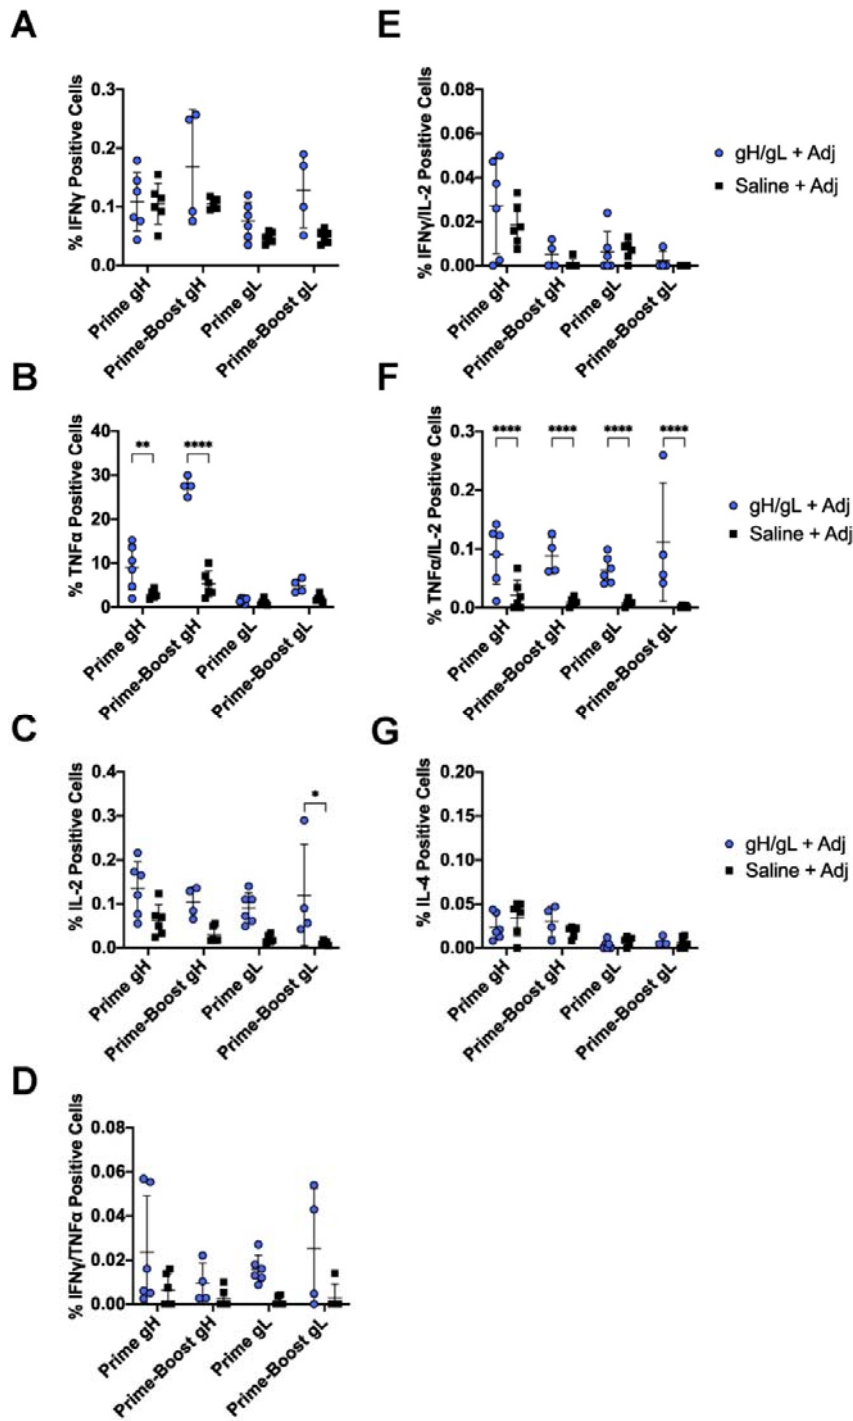 A
% IFNγ Positive Cells
0.3
0.2
0.1
0.0
Prime gH
Prime-Boost gH
Prime gL
Prime-Boost gL
E
% IFNγ/IL-2 Positive Cells
0.08
0.06
0.04
0.02
0.00
Prime gH
Prime-Boost gH
Prime gL
Prime-Boost gL
gH/gL + Adj
Saline + Adj
B
% TNFα Positive Cells
40
30
20
10
0
**
****
Prime gH
Prime-Boost gH
Prime gL
Prime-Boost gL
F
% TNFα/IL-2 Positive Cells
0.3
0.2
0.1
0.0
****
****
****
****
Prime gH
Prime-Boost gH
Prime gL
Prime-Boost gL
gH/gL + Adj
Saline + Adj
C
% IL-2 Positive Cells
0.4
0.3
0.2
0.1
0.0
*
Prime gH
Prime-Boost gH
Prime gL
Prime-Boost gL
G
% IL-4 Positive Cells
0.20
0.15
0.10
0.05
0.00
Prime gH
Prime-Boost gH
Prime gL
Prime-Boost gL
gH/gL + Adj
Saline + Adj
D
% IFNγ/TNFα Positive Cells
0.08
0.06
0.04
0.02
0.00
Prime gH
Prime-Boost gH
Prime gL
Prime-Boost gL